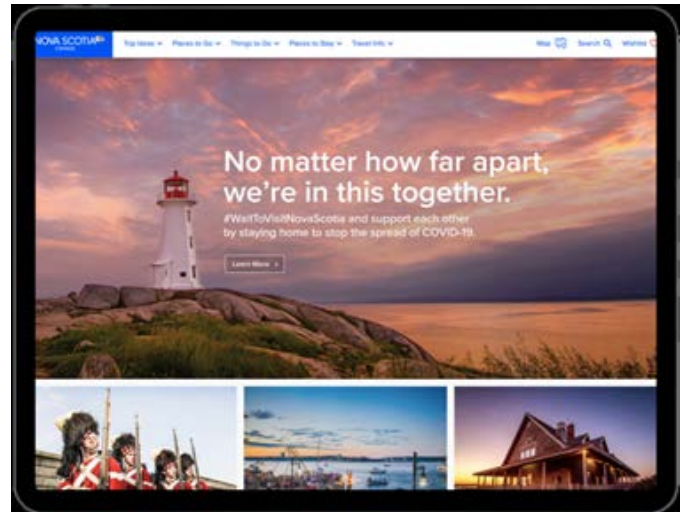 NOVA SCOTIA
CANADA
Top Ideas Places to Go Things to Do Places to Stay Travel Info Map Search Wishlist
No matter how far apart,
we're in this together.
#WaitToVisitNovaScotia and support each other
by staying home to stop the spread of COVID-19.
Learn More